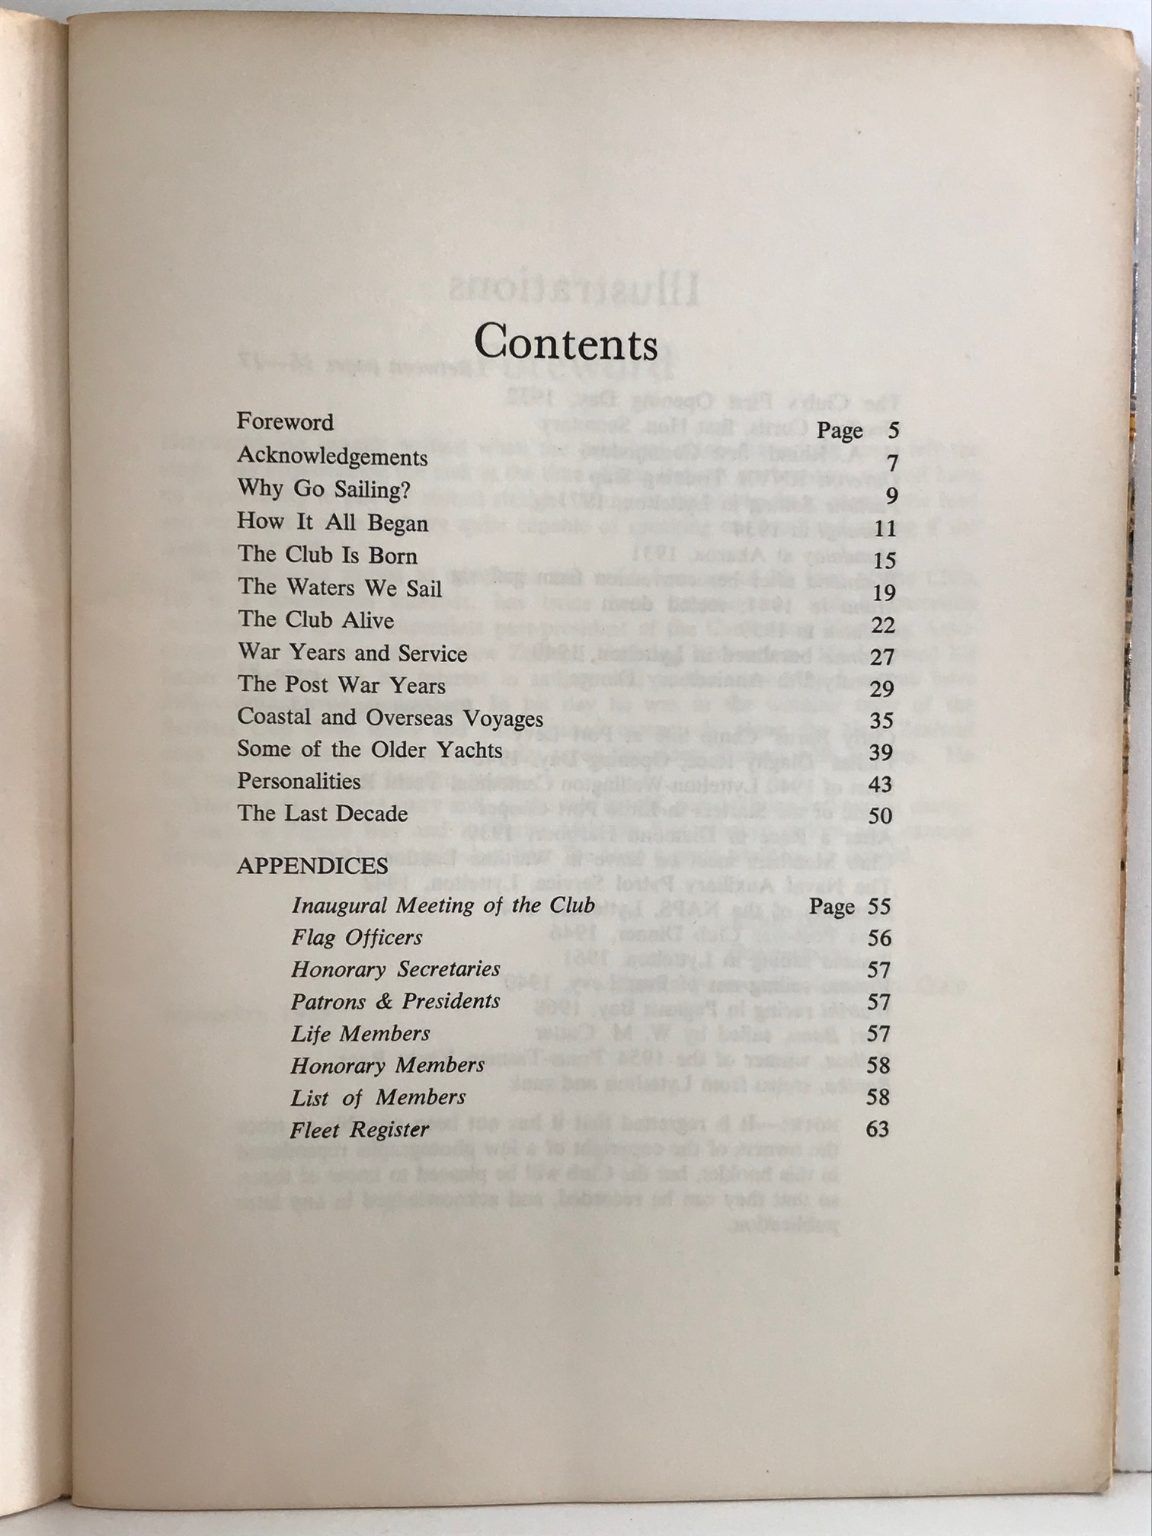 Contents
Foreword Page 5
Acknowledgements 7
Why Go Sailing? 9
How It All Began 11
The Club Is Born 15
The Waters We Sail 19
The Club Alive 22
War Years and Service 27
The Post War Years 29
Coastal and Overseas Voyages 35
Some of the Older Yachts 39
Personalities 43
The Last Decade 50
APPENDICES
Inaugural Meeting of the Club Page 55
Flag Officers 56
Honorary Secretaries 57
Patrons & Presidents 57
Life Members 57
Honorary Members 58
List of Members 58
Fleet Register 63